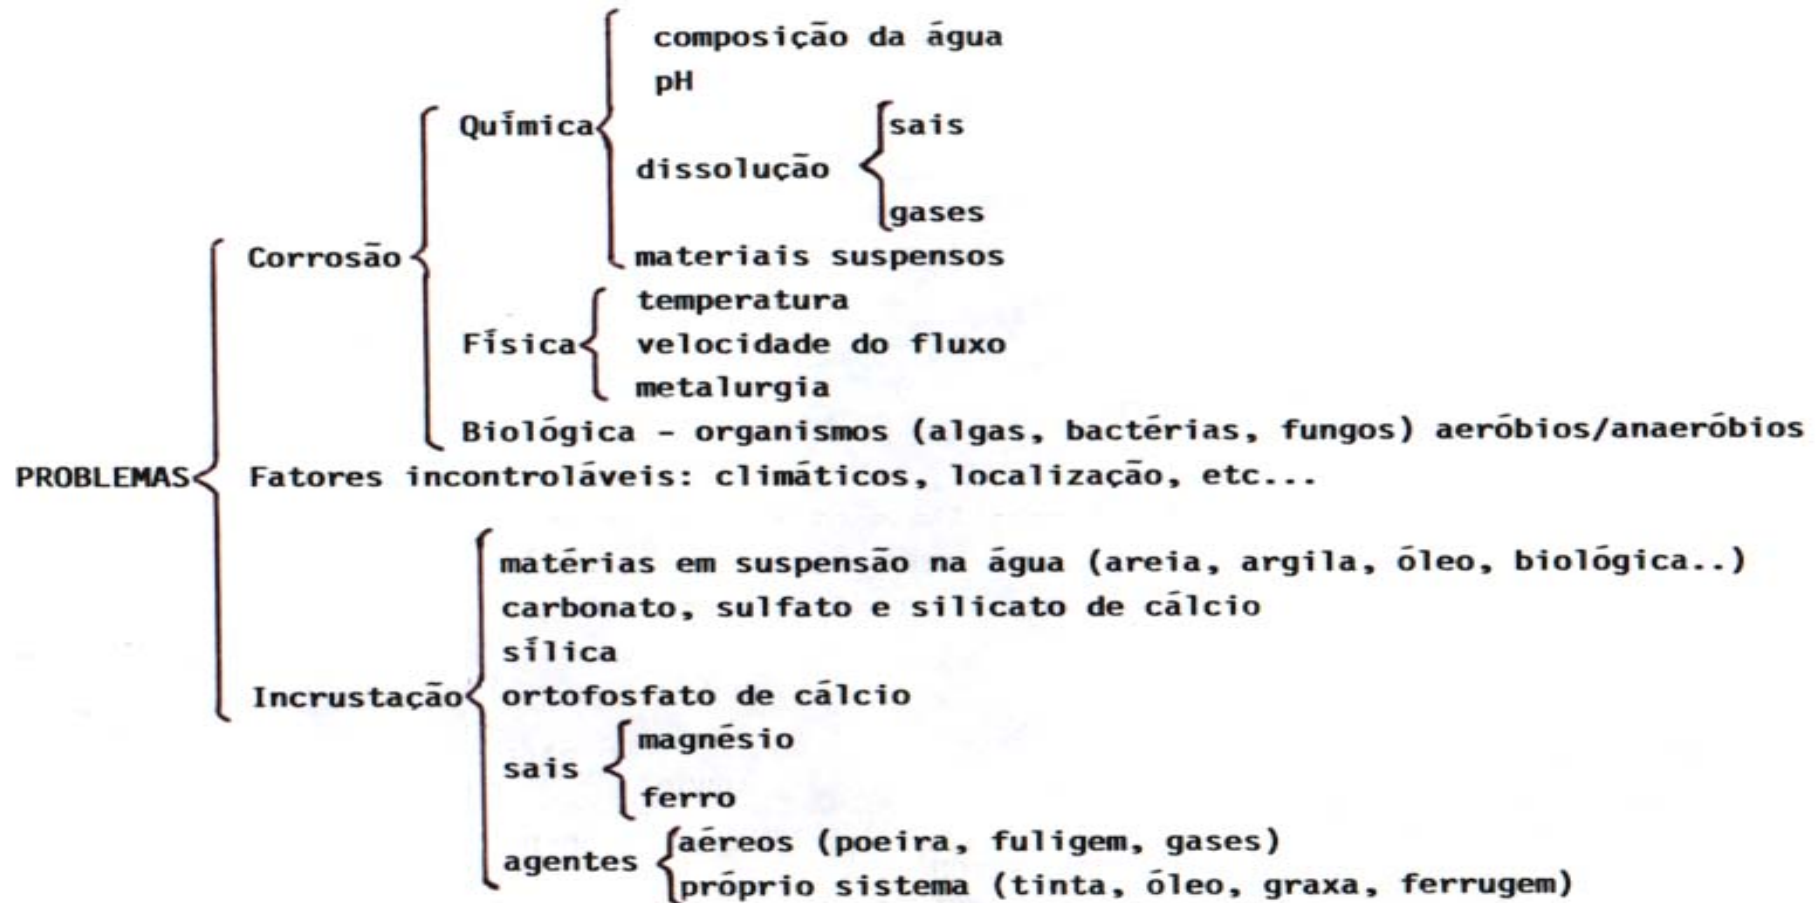 composição da água
pH
Química
sais
dissolução
gases
Corrosão
materiais suspensos
temperatura
Física
velocidade do fluxo
metalurgia
Biológica - organismos (algas, bactérias, fungos) aeróbios/anaeróbios
PROBLEMAS
Fatores incontroláveis: climáticos, localização, etc...
matérias em suspensão na água (areia, argila, óleo, biológica..)
carbonato, sulfato e silicato de cálcio
sílica
Incrustação
ortofosfato de cálcio
magnésio
sais
ferro
aéreos (poeira, fuligem, gases)
agentes
próprio sistema (tinta, óleo, graxa, ferrugem)